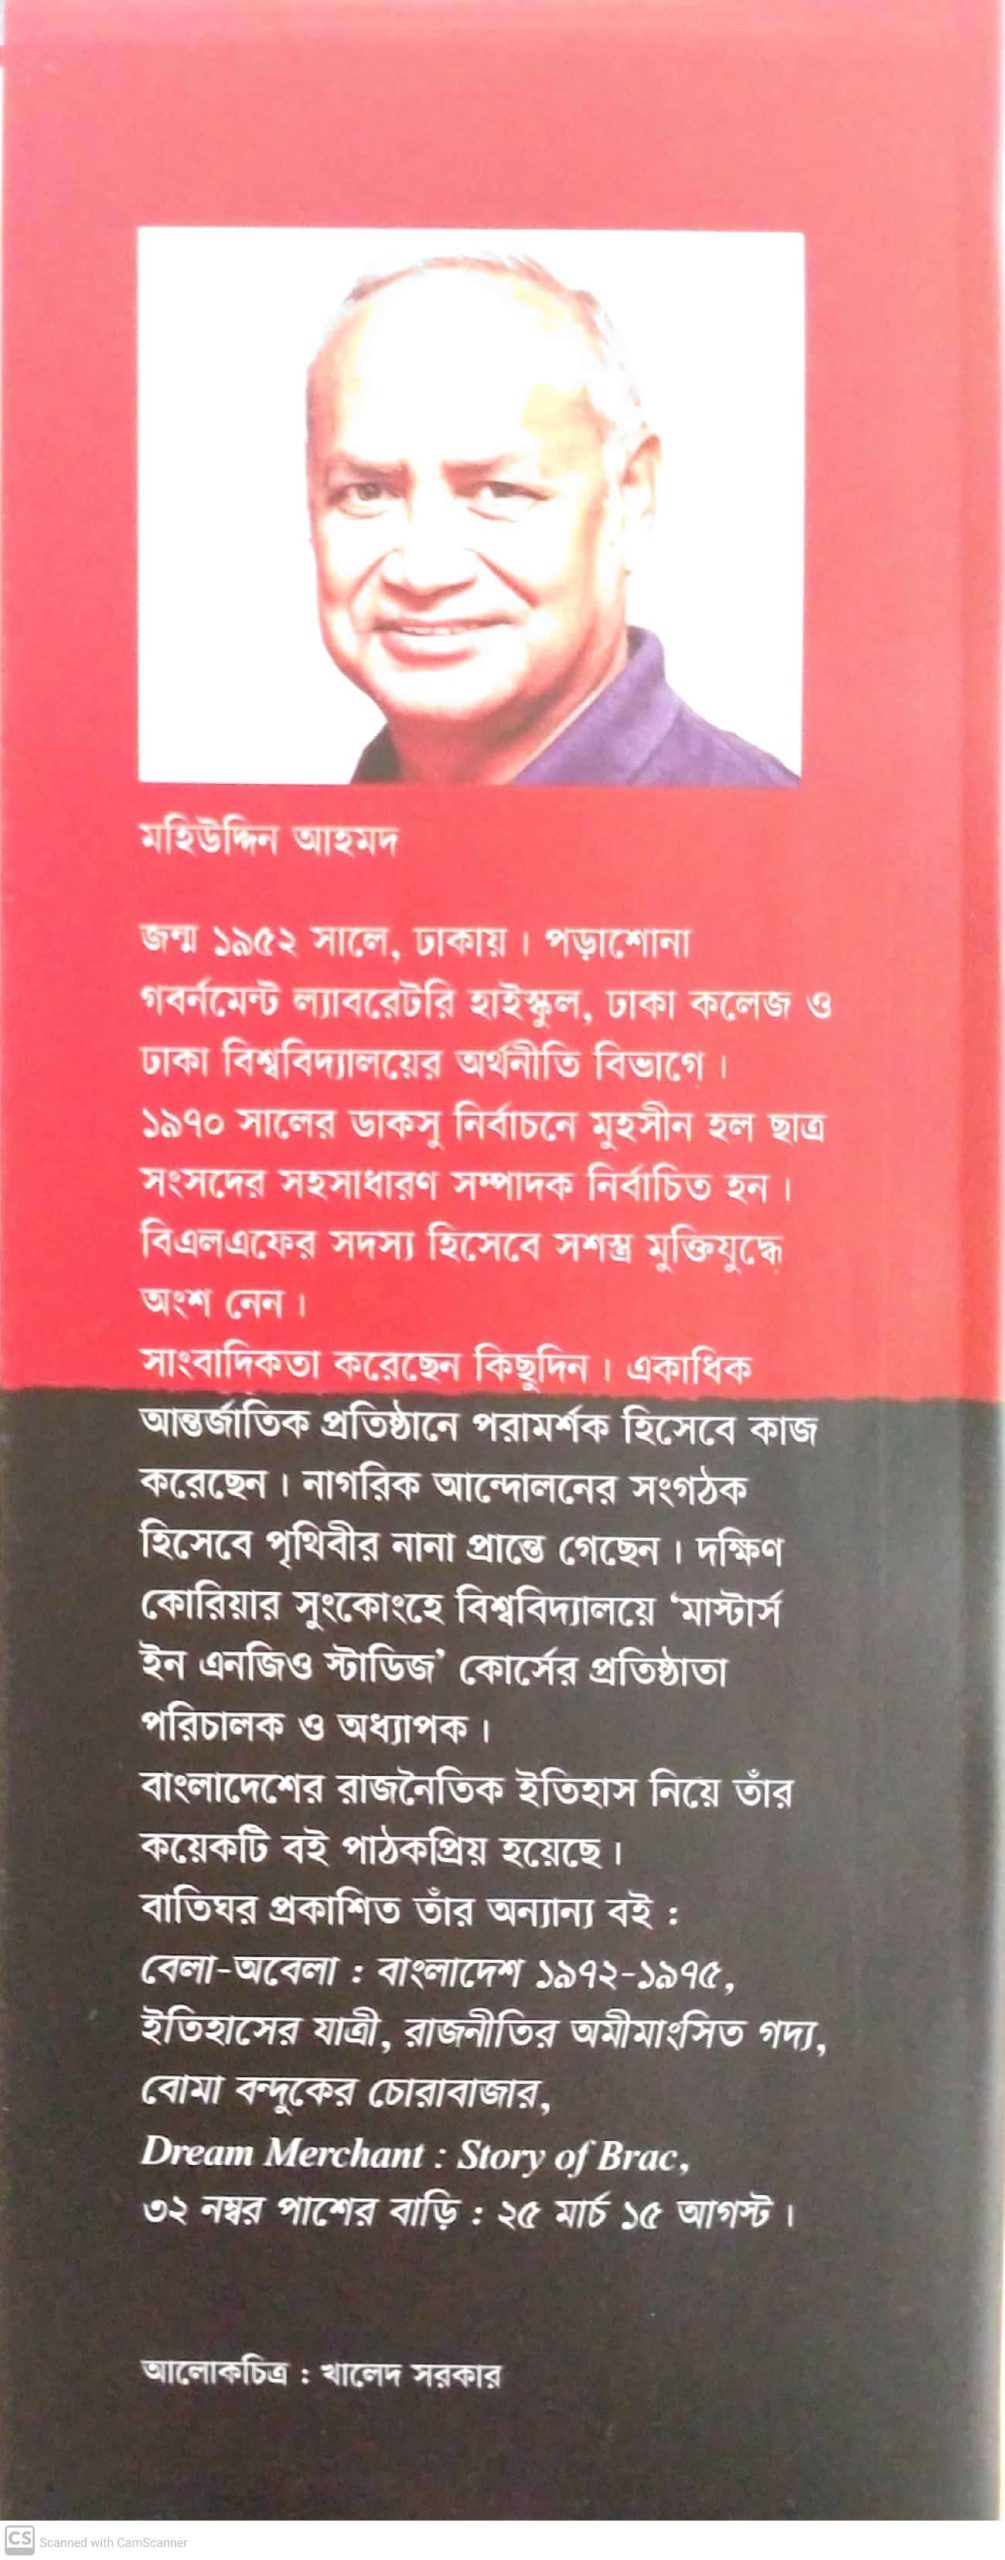 মহিউদ্দিন আহমদ
জন্ম ১৯৫২ সালে, ঢাকায়। পড়াশোনা
গবর্নমেন্ট ল্যাবরেটরি হাইস্কুল, ঢাকা কলেজ ও
ঢাকা বিশ্ববিদ্যালয়ের অর্থনীতি বিভাগে।
১৯৭০ সালের ডাকসু নির্বাচনে মুহসীন হল ছাত্র
সংসদের সহসাধারণ সম্পাদক নির্বাচিত হন।
বিএলএফের সদস্য হিসেবে সশস্ত্র মুক্তিযুদ্ধে
অংশ নেন।
সাংবাদিকতা করেছেন কিছুদিন। একাধিক
আন্তর্জাতিক প্রতিষ্ঠানে পরামর্শক হিসেবে কাজ
করেছেন। নাগরিক আন্দোলনের সংগঠক
হিসেবে পৃথিবীর নানা প্রান্তে গেছেন। দক্ষিণ
কোরিয়ার সুংকোংহে বিশ্ববিদ্যালয়ে ‘মাস্টার্স
ইন এনজিও স্টাডিজ’ কোর্সের প্রতিষ্ঠাতা
পরিচালক ও অধ্যাপক।
বাংলাদেশের রাজনৈতিক ইতিহাস নিয়ে তাঁর
কয়েকটি বই পাঠকপ্রিয় হয়েছে।
বাতিঘর প্রকাশিত তাঁর অন্যান্য বই :
বেলা-অবেলা : বাংলাদেশ ১৯৭২-১৯৭৫,
ইতিহাসের যাত্রী, রাজনীতির অমীমাংসিত গদ্য,
বোমা বন্দুকের চোরাবাজার,
Dream Merchant : Story of Brac,
৩২ নম্বর পাশের বাড়ি : ২৫ মার্চ ১৫ আগস্ট।
আলোকচিত্র : খালেদ সরকার
CS Scanned with CamScanner